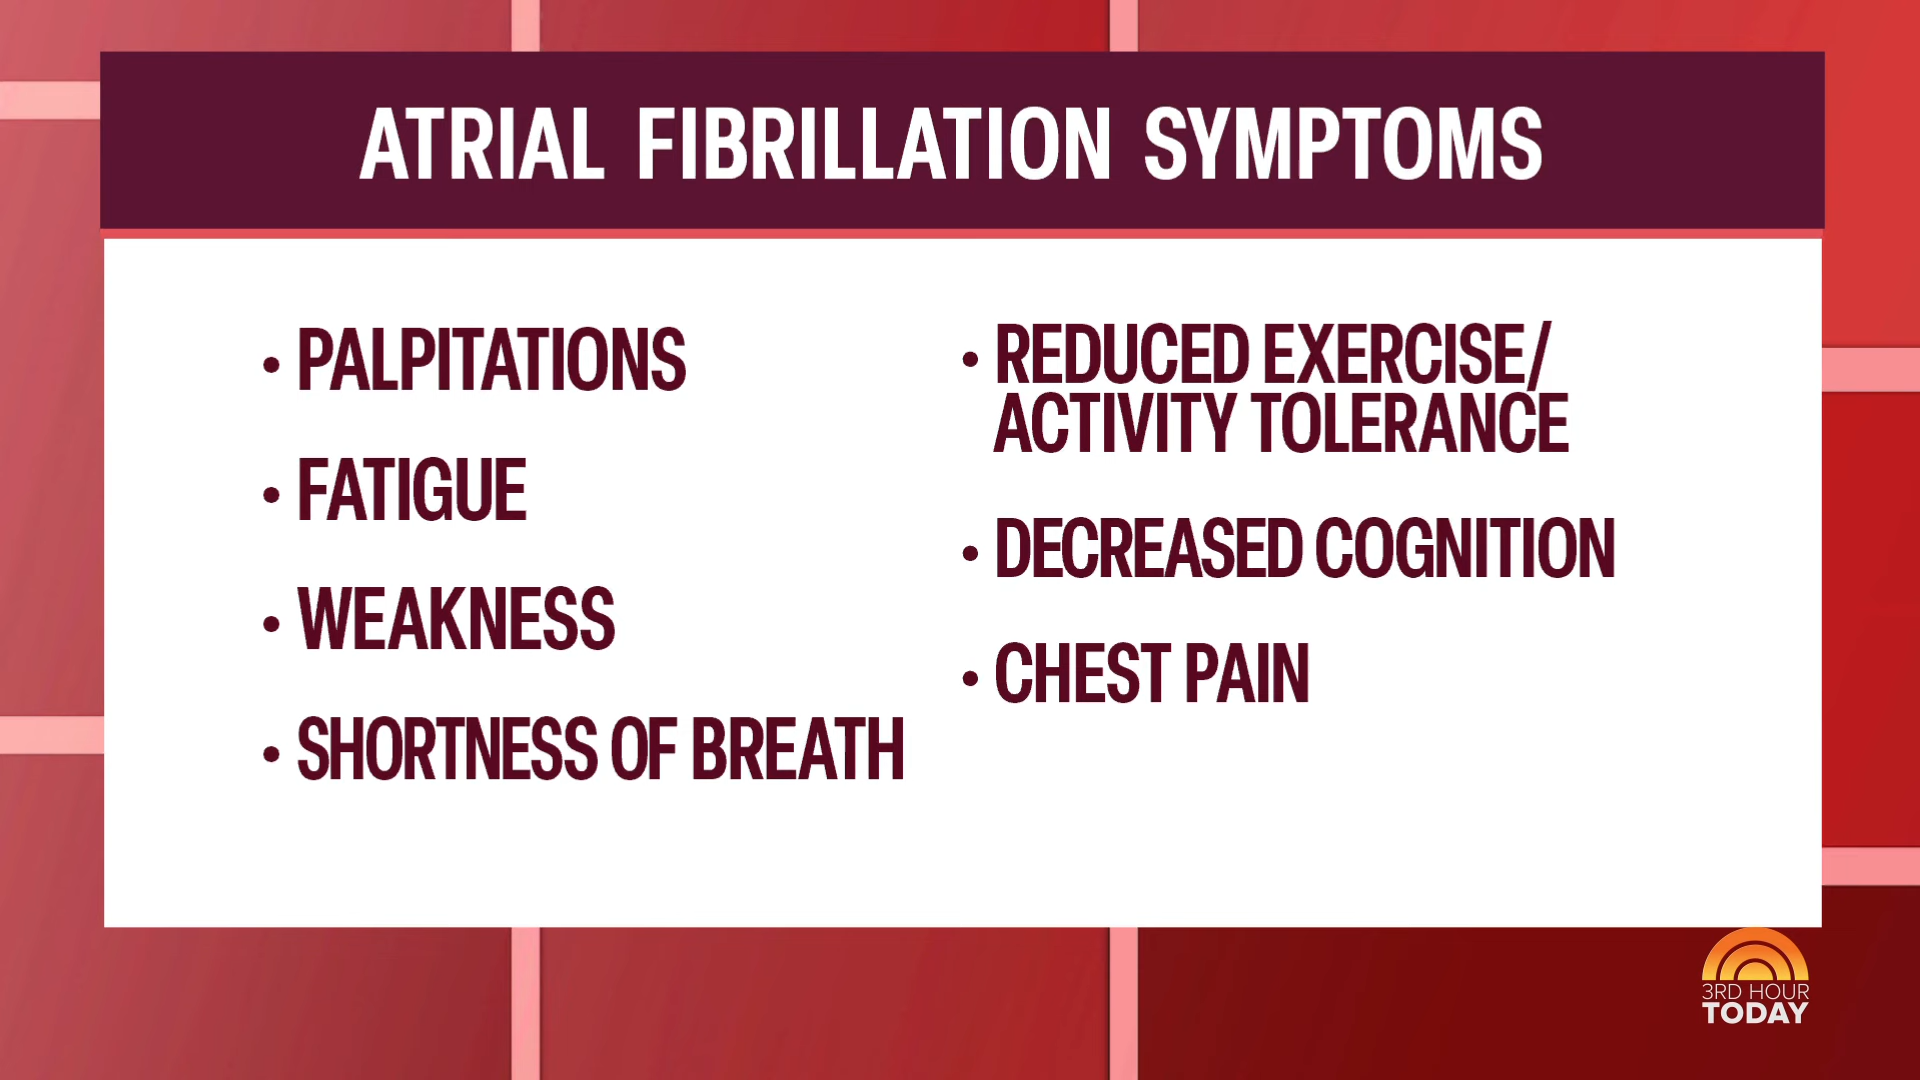 ATRIAL FIBRILLATION SYMPTOMS
• PALPITATIONS
• FATIGUE
• WEAKNESS
• SHORTNESS OF BREATH
• REDUCED EXERCISE/
ACTIVITY TOLERANCE
• DECREASED COGNITION
• CHEST PAIN
3RD HOUR
TODAY